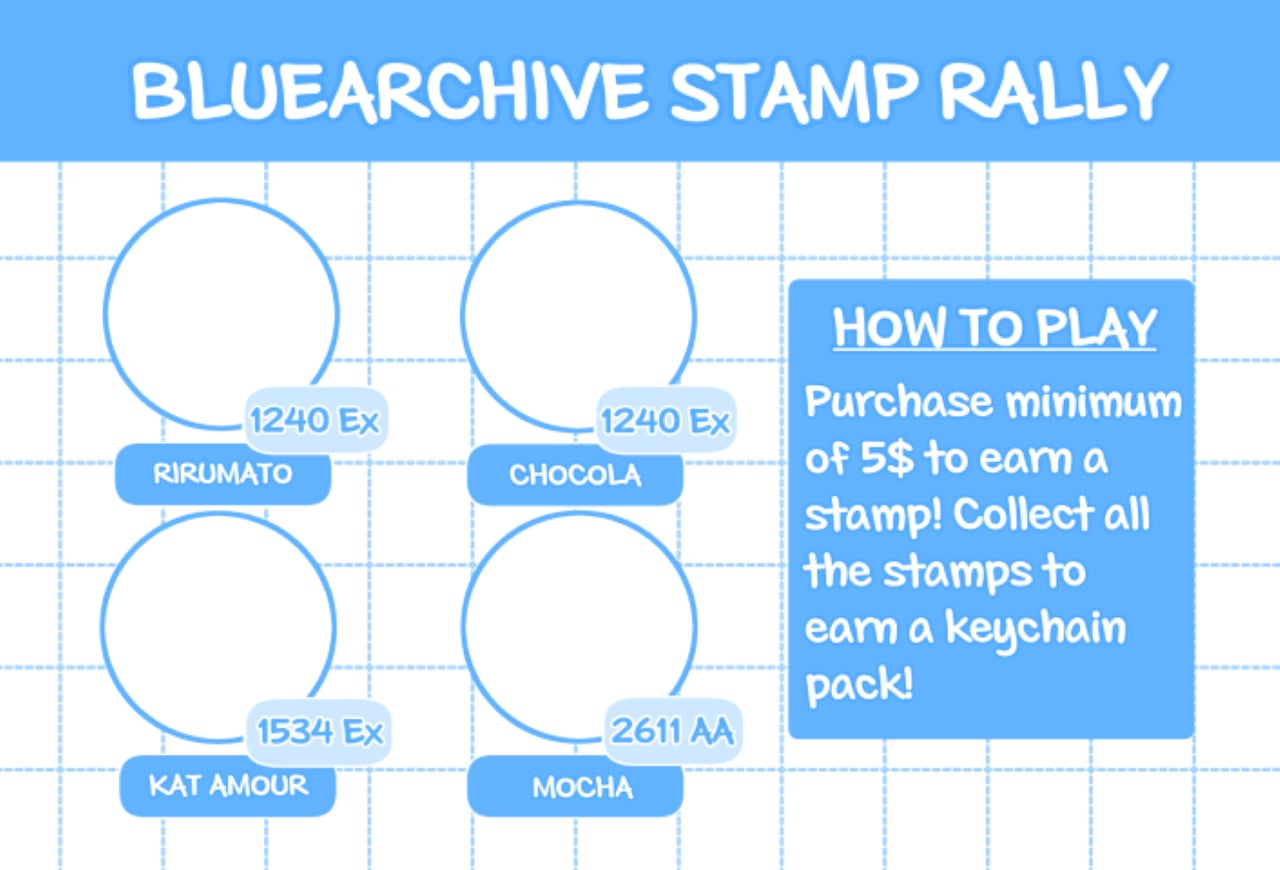 BLUEARCHIVE STAMP RALLY
1240 Ex
RIRUMATO
1240 Ex
CHOCOLA
1534 Ex
KAT AMOUR
2611 AA
MOCHA
HOW TO PLAY
Purchase minimum
of 5$ to earn a
stamp! Collect all
the stamps to
earn a keychain
pack!